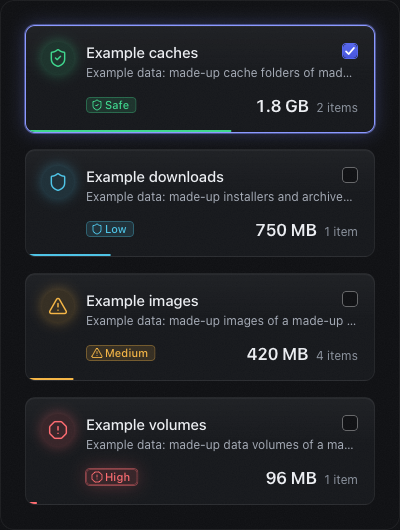 Example caches
Example data: made-up cache folders of mad...
Safe
1.8 GB 2 items
Example downloads
Example data: made-up installers and archive...
Low
750 MB 1 item
Example images
Example data: made-up images of a made-up ...
Medium
420 MB 4 items
Example volumes
Example data: made-up data volumes of a ma...
High
96 MB 1 item